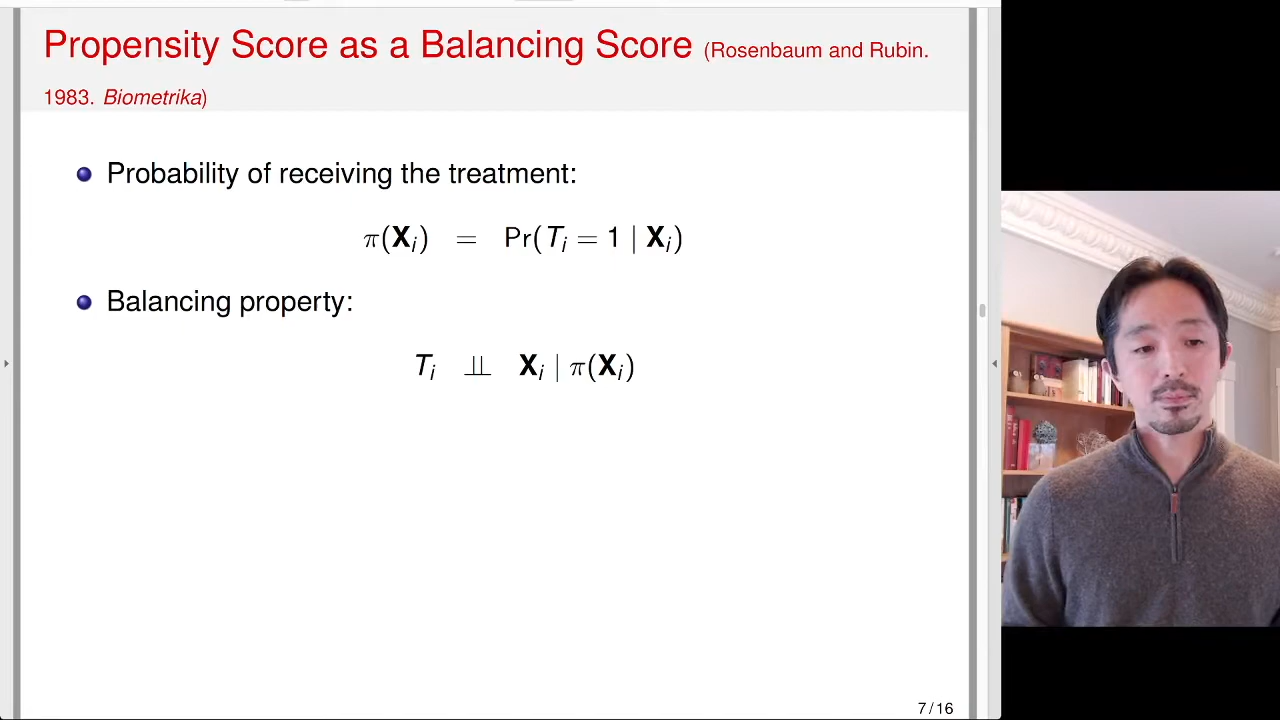 Propensity Score as a Balancing Score (Rosenbaum and Rubin.
1983. Biometrika)
Probability of receiving the treatment:
π(Xᵢ) = Pr(Tᵢ = 1 | Xᵢ)
Balancing property:
Tᵢ ⊥⊥ Xᵢ | π(Xᵢ)
7 / 16